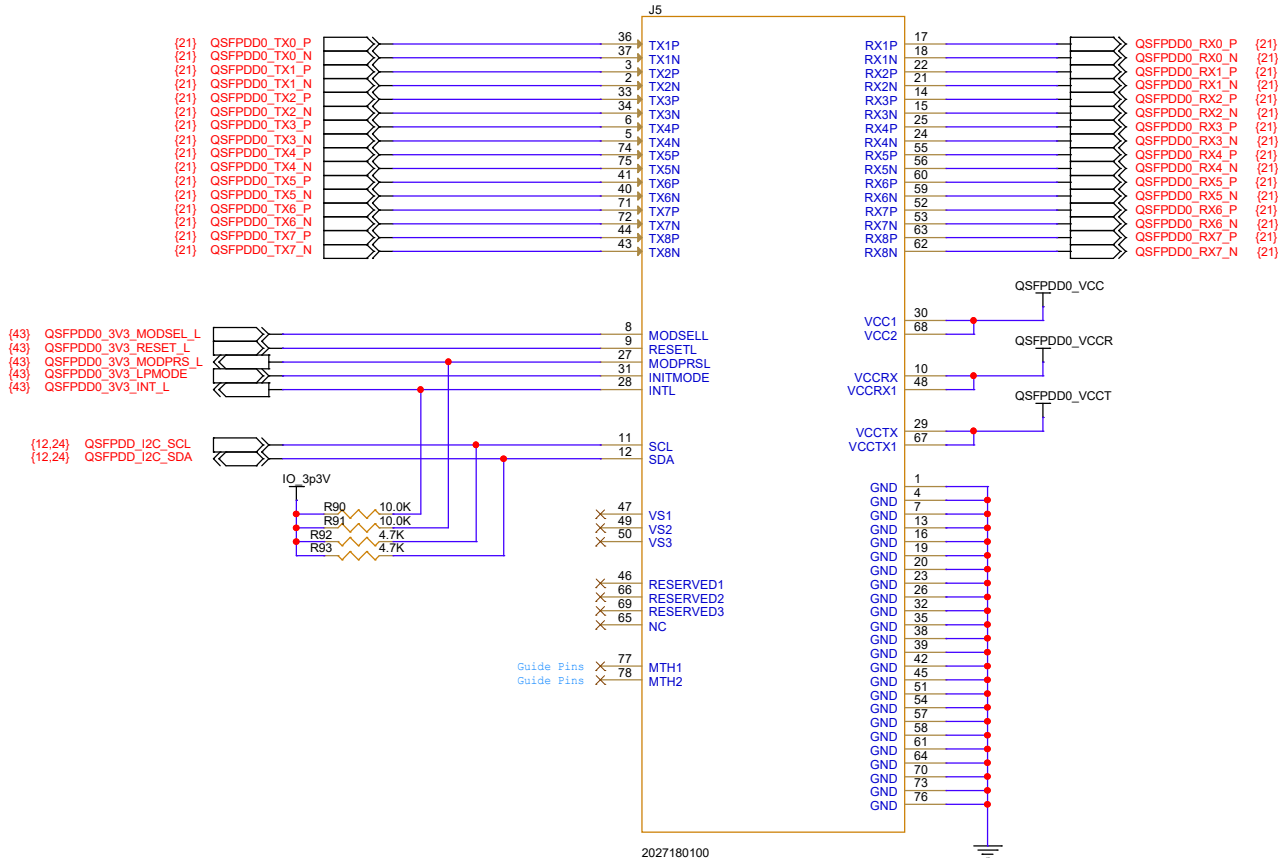 J5
{21} QSFPDD0_TX0_P 36 TX1P RX1P 17 QSFPDD0_RX0_P {21}
{21} QSFPDD0_TX0_N 37 TX1N RX1N 18 QSFPDD0_RX0_N {21}
{21} QSFPDD0_TX1_P 3 TX2P RX2P 22 QSFPDD0_RX1_P {21}
{21} QSFPDD0_TX1_N 2 TX2N RX2N 21 QSFPDD0_RX1_N {21}
{21} QSFPDD0_TX2_P 33 TX3P RX3P 14 QSFPDD0_RX2_P {21}
{21} QSFPDD0_TX2_N 34 TX3N RX3N 15 QSFPDD0_RX2_N {21}
{21} QSFPDD0_TX3_P 6 TX4P RX4P 25 QSFPDD0_RX3_P {21}
{21} QSFPDD0_TX3_N 5 TX4N RX4N 24 QSFPDD0_RX3_N {21}
{21} QSFPDD0_TX4_P 74 TX5P RX5P 55 QSFPDD0_RX4_P {21}
{21} QSFPDD0_TX4_N 75 TX5N RX5N 56 QSFPDD0_RX4_N {21}
{21} QSFPDD0_TX5_P 41 TX6P RX6P 60 QSFPDD0_RX5_P {21}
{21} QSFPDD0_TX5_N 40 TX6N RX6N 59 QSFPDD0_RX5_N {21}
{21} QSFPDD0_TX6_P 71 TX7P RX7P 52 QSFPDD0_RX6_P {21}
{21} QSFPDD0_TX6_N 72 TX7N RX7N 53 QSFPDD0_RX6_N {21}
{21} QSFPDD0_TX7_P 44 TX8P RX8P 63 QSFPDD0_RX7_P {21}
{21} QSFPDD0_TX7_N 43 TX8N RX8N 62 QSFPDD0_RX7_N {21}
QSFPDD0_VCC
VCC1 30
VCC2 68
QSFPDD0_VCCR
VCCRX 10
VCCRX1 48
QSFPDD0_VCCT
VCCTX 29
VCCTX1 67
{43} QSFPDD0_3V3_MODSEL_L 8 MODSELL
{43} QSFPDD0_3V3_RESET_L 9 RESETL
{43} QSFPDD0_3V3_MODPRS_L 27 MODPRSL
{43} QSFPDD0_3V3_LPMODE 31 INITMODE
{43} QSFPDD0_3V3_INT_L 28 INTL
{12,24} QSFPDD_I2C_SCL 11 SCL
{12,24} QSFPDD_I2C_SDA 12 SDA
IO_3p3V
R90 10.0K
R91 10.0K
R92 4.7K
R93 4.7K
47 VS1
49 VS2
50 VS3
46 RESERVED1
66 RESERVED2
69 RESERVED3
65 NC
Guide Pins 77 MTH1
Guide Pins 78 MTH2
GND 1
GND 4
GND 7
GND 13
GND 16
GND 19
GND 20
GND 23
GND 26
GND 32
GND 35
GND 38
GND 39
GND 42
GND 45
GND 51
GND 54
GND 57
GND 58
GND 61
GND 64
GND 70
GND 73
GND 76
2027180100